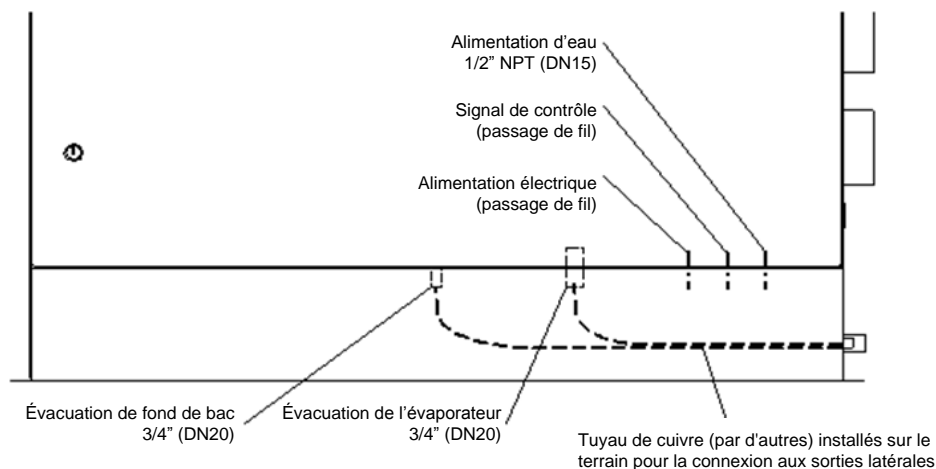 Alimentation d’eau
1/2” NPT (DN15)
Signal de contrôle
(passage de fil)
Alimentation électrique
(passage de fil)
Évacuation de fond de bac
3/4” (DN20)
Évacuation de l’évaporateur
3/4” (DN20)
Tuyau de cuivre (par d'autres) installés sur le
terrain pour la connexion aux sorties latérales